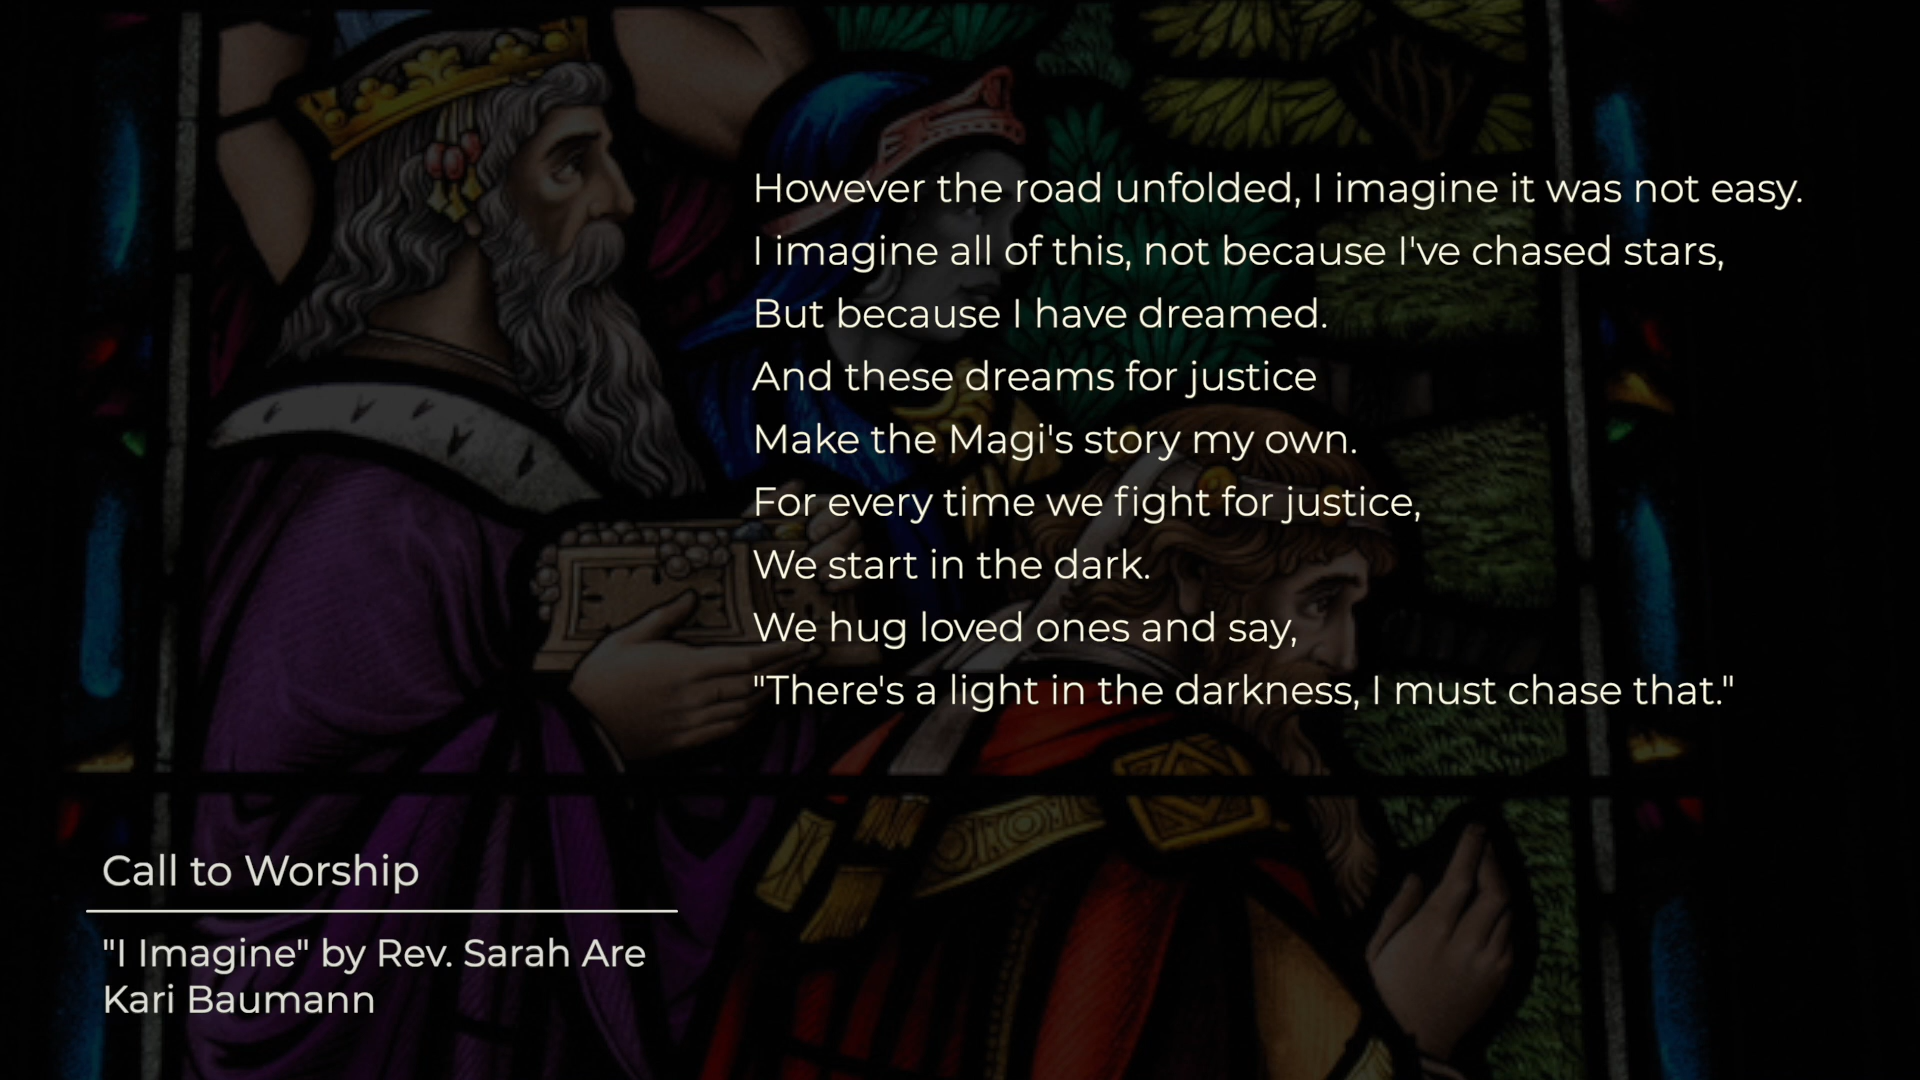 However the road unfolded, I imagine it was not easy.
I imagine all of this, not because I've chased stars,
But because I have dreamed.
And these dreams for justice
Make the Magi's story my own.
For every time we fight for justice,
We start in the dark.
We hug loved ones and say,
"There's a light in the darkness, I must chase that."
Call to Worship
"I Imagine" by Rev. Sarah Are
Kari Baumann